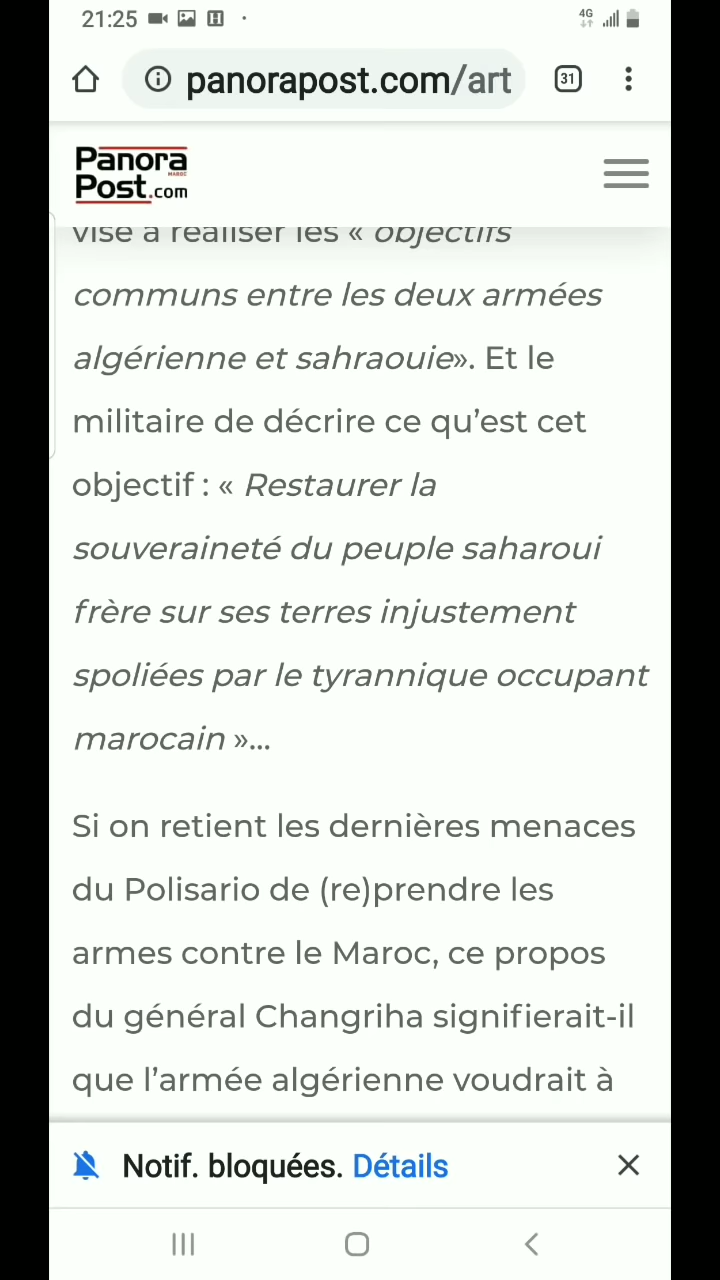 21:25
4G
panorapost.com/art
31
Panora
MAROC
Post.com
vise à réaliser les « objectifs
communs entre les deux armées
algérienne et sahraouie». Et le
militaire de décrire ce qu’est cet
objectif : « Restaurer la
souveraineté du peuple saharoui
frère sur ses terres injustement
spoliées par le tyrannique occupant
marocain »...
Si on retient les dernières menaces
du Polisario de (re)prendre les
armes contre le Maroc, ce propos
du général Changriha signifierait-il
que l’armée algérienne voudrait à
Notif. bloquées. Détails